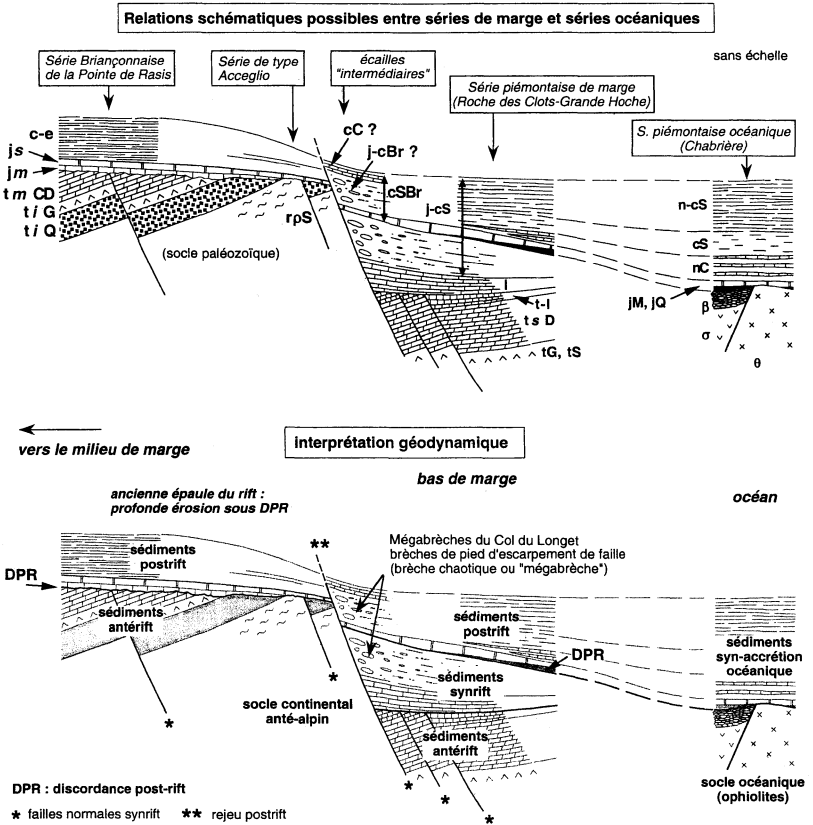 Relations schématiques possibles entre séries de marge et séries océaniques
Série Briançonnaise
de la Pointe de Rasis
Série de type
Acceglio
écailles
"intermédiaires"
sans échelle
Série piémontaise de marge
(Roche des Clots-Grande Hoche)
S. piémontaise océanique
(Chabrière)
c-e
js
jm
tm CD
ti G
ti Q
(socle paléozoïque)
rρS
cC ?
j-cBr ?
cSBr
j-cS
l
t-l
ts D
tG, tS
n-cS
cS
nC
jM, jQ
β
σ
θ
vers le milieu de marge
interprétation géodynamique
bas de marge
océan
ancienne épaule du rift :
profonde érosion sous DPR
**
Mégabrèches du Col du Longet
brèches de pied d'escarpement de faille
(brèche chaotique ou "mégabrèche")
sédiments
postrift
DPR
sédiments
antérift
*
socle continental
anté-alpin
*
sédiments
postrift
DPR
sédiments
synrift
sédiments
antérift
*
*
*
sédiments
syn-accrétion
océanique
socle océanique
(ophiolites)
DPR : discordance post-rift
* failles normales synrift ** rejeu postrift